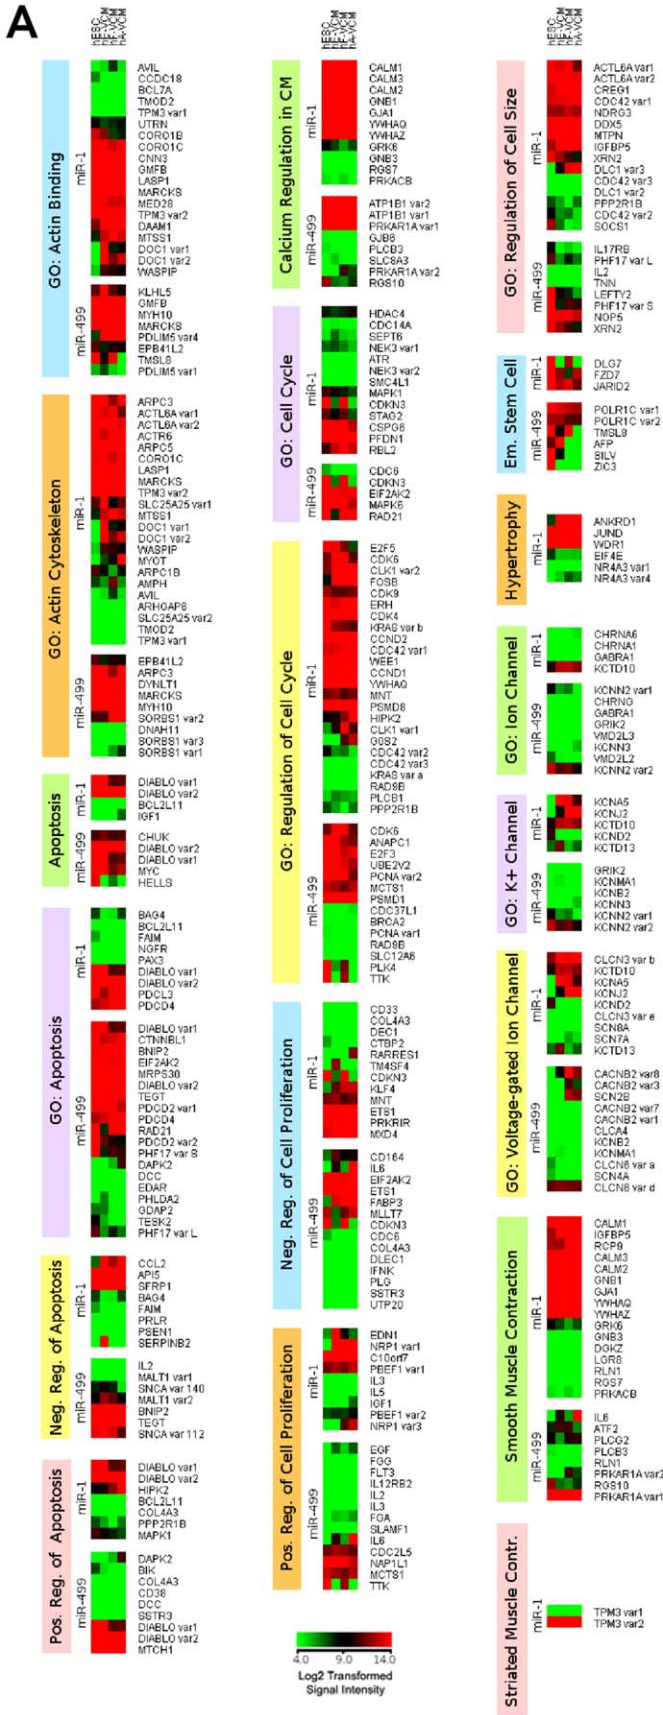 A
hESC
hE-VCM
hF-VCM
hA-VCM
GO: Actin Binding
miR-1
AVIL
CCDC18
BCL7A
TMOD2
TPM3 var1
UTRN
CORO1B
CORO1C
CNN3
GMFB
LASP1
MARCKS
MED28
TPM3 var2
DAAM1
MTSS1
DOC1 var1
DOC1 var2
WASPIP
miR-499
KLHL5
GMFB
MYH10
MARCKS
PDLIM5 var4
EPB41L2
TMSL8
PDLIM5 var1
GO: Actin Cytoskeleton
miR-1
ARPC3
ACTL6A var1
ACTL6A var2
ACTR6
ARPC5
CORO1C
LASP1
MARCKS
TPM3 var2
SLC25A25 var1
MTSS1
DOC1 var1
DOC1 var2
WASPIP
MYOT
ARPC1B
AMPH
AVIL
ARHGAP6
SLC25A25 var2
TMOD2
TPM3 var1
miR-499
EPB41L2
ARPC3
DYNLT1
MARCKS
MYH10
SORBS1 var2
DNAH11
SORBS1 var3
SORBS1 var1
Apoptosis
miR-1
DIABLO var1
DIABLO var2
BCL2L11
IGF1
miR-499
CHUK
DIABLO var2
DIABLO var1
MYC
HELLS
GO: Apoptosis
miR-1
BAG4
BCL2L11
FAIM
NGFR
PAX3
DIABLO var1
DIABLO var2
PDCL3
PDCD4
miR-499
DIABLO var1
CTNNBL1
BNIP2
EIF2AK2
MRPS30
DIABLO var2
TEGT
PDCD2 var1
PDCD4
RAD21
PDCD2 var2
PHF17 var S
DAPK2
DCC
EDAR
PHLDA2
GDAP2
TESK2
PHF17 var L
Neg. Reg. of Apoptosis
miR-1
CCL2
API5
SFRP1
BAG4
FAIM
PRLR
PSEN1
SERPINB2
miR-499
IL2
MALT1 var1
SNCA var 140
MALT1 var2
BNIP2
TEGT
SNCA var 112
Pos. Reg. of Apoptosis
miR-1
DIABLO var1
DIABLO var2
HIPK2
BCL2L11
COL4A3
PPP2R1B
MAPK1
miR-499
DAPK2
BIK
COL4A3
CD38
DCC
SSTR3
DIABLO var1
DIABLO var2
MTCH1
hESC
hE-VCM
hF-VCM
hA-VCM
Calcium Regulation in CM
miR-1
CALM1
CALM3
CALM2
GNB1
GJA1
YWHAQ
YWHAZ
GRK6
GNB3
RGS7
PRKACB
miR-499
ATP1B1 var2
ATP1B1 var1
PRKAR1A var1
GJB6
PLCB3
SLC8A3
PRKAR1A var2
RGS10
GO: Cell Cycle
miR-1
HDAC4
CDC14A
SEPT6
NEK3 var1
ATR
NEK3 var2
SMC4L1
MAPK1
CDKN3
STAG2
CSPG6
PFDN1
RBL2
miR-499
CDC6
CDKN3
EIF2AK2
MAPK6
RAD21
GO: Regulation of Cell Cycle
miR-1
E2F5
CDK6
CLK1 var2
FOSB
CDK9
ERH
CDK4
KRAS var b
CCND2
CDC42 var1
WEE1
CCND1
YWHAQ
MNT
PSMD8
HIPK2
CLK1 var1
G0S2
CDC42 var2
CDC42 var3
KRAS var a
RAD9B
PLCB1
PPP2R1B
miR-499
CDK6
ANAPC1
E2F3
UBE2V2
PCNA var2
MCTS1
PSMD1
CDC37L1
BRCA2
PCNA var1
RAD9B
SLC12A6
PLK4
TTK
Neg. Reg. of Cell Proliferation
miR-1
CD33
COL4A3
DEC1
CTBP2
RARRES1
TM4SF4
CDKN3
KLF4
MNT
ETS1
PRKRIR
MXD4
miR-499
CD164
IL6
EIF2AK2
ETS1
FABP3
MLLT7
CDKN3
CDC6
COL4A3
DLEC1
IFNK
PLG
SSTR3
UTP20
Pos. Reg. of Cell Proliferation
miR-1
EDN1
NRP1 var1
C10orf7
PBEF1 var1
IL3
IL5
IGF1
PBEF1 var2
NRP1 var3
miR-499
EGF
FGG
FLT3
IL12RB2
IL2
IL3
FGA
SLAMF1
IL6
CDC2L5
NAP1L1
MCTS1
TTK
4.0 9.0 14.0
Log2 Transformed
Signal Intensity
hESC
hE-VCM
hF-VCM
hA-VCM
GO: Regulation of Cell Size
miR-1
ACTL6A var1
ACTL6A var2
CREG1
CDC42 var1
NDRG3
DDX5
MTPN
IGFBP5
XRN2
DLC1 var3
CDC42 var3
DLC1 var2
PPP2R1B
CDC42 var2
SOCS1
miR-499
IL17RB
PHF17 var L
IL2
TNN
LEFTY2
PHF17 var S
NOP5
XRN2
Em. Stem Cell
miR-1
DLG7
FZD7
JARID2
miR-499
POLR1C var1
POLR1C var2
TMSL8
AFP
SILV
ZIC3
Hypertrophy
miR-1
ANKRD1
JUND
WDR1
EIF4E
NR4A3 var1
NR4A3 var4
GO: Ion Channel
miR-1
CHRNA6
CHRNA1
GABRA1
KCTD10
miR-499
KCNN2 var1
CHRNG
GABRA1
GRIK2
VMD2L3
KCNN3
VMD2L2
KCNN2 var2
GO: K+ Channel
miR-1
KCNA5
KCNJ2
KCTD10
KCND2
KCTD13
miR-499
GRIK2
KCNMA1
KCNB2
KCNN3
KCNN2 var1
KCNN2 var2
GO: Voltage-gated Ion Channel
miR-1
CLCN3 var b
KCTD10
KCNA5
KCNJ2
KCND2
CLCN3 var e
SCN8A
SCN7A
KCTD13
miR-499
CACNB2 var8
CACNB2 var3
SCN2B
CACNB2 var7
CACNB2 var1
CLCA4
KCNB2
KCNMA1
CLCN6 var a
SCN4A
CLCN6 var d
Smooth Muscle Contraction
miR-1
CALM1
IGFBP5
RCP9
CALM3
CALM2
GNB1
GJA1
YWHAQ
YWHAZ
GRK6
GNB3
DGKZ
LGR8
RLN1
RGS7
PRKACB
miR-499
IL6
ATF2
PLCG2
PLCB3
RLN1
PRKAR1A var2
RGS10
PRKAR1A var1
Striated Muscle Contr.
miR-1
TPM3 var1
TPM3 var2